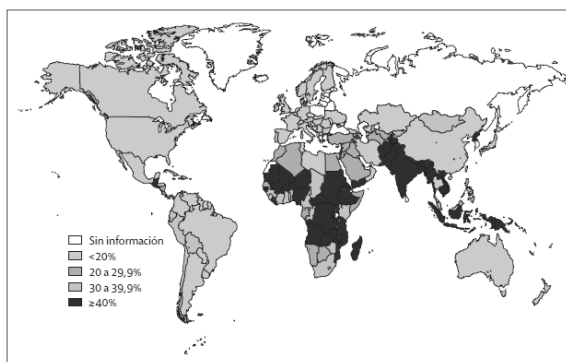 Sin información
<20%
20 a 29,9%
30 a 39,9%
≥40%